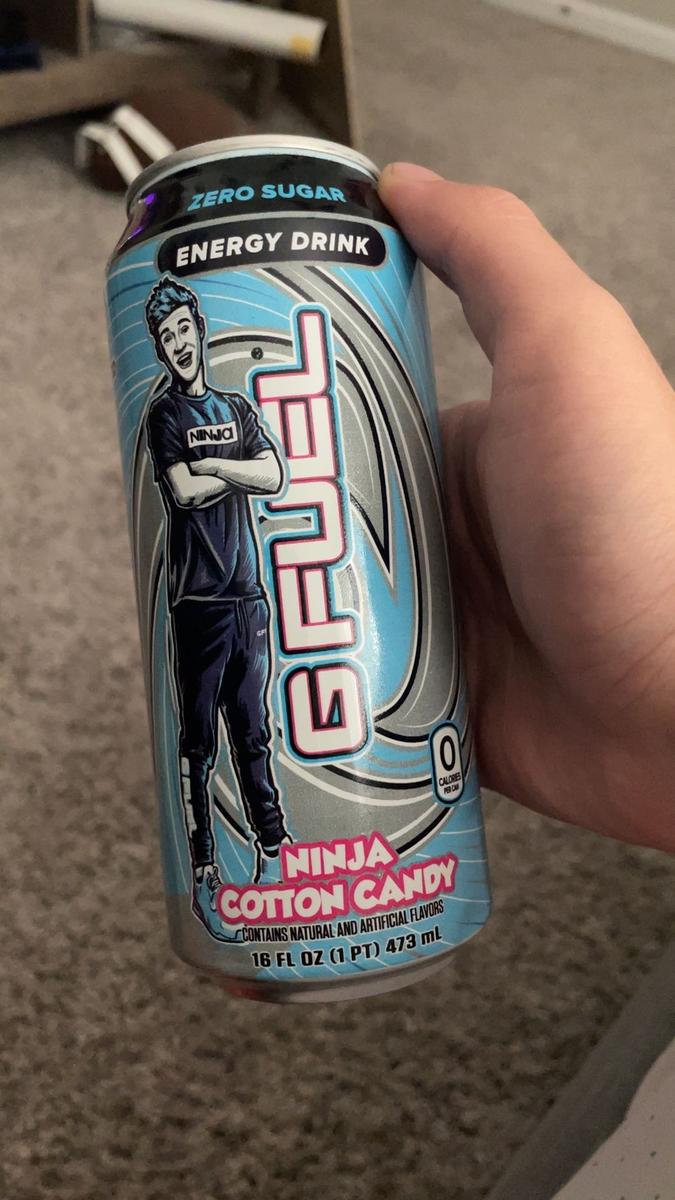 ZERO SUGAR
ENERGY DRINK
NINJA
G FUEL
0
CALORIES
PER CAN
NINJA
COTTON CANDY
CONTAINS NATURAL AND ARTIFICIAL FLAVORS
16 FL OZ (1 PT) 473 mL